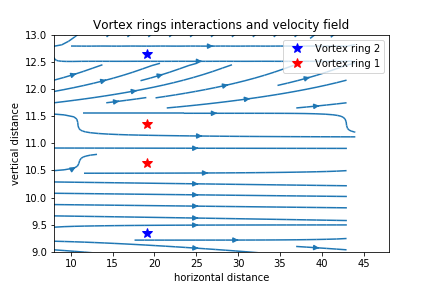 Vortex rings interactions and velocity field
Vortex ring 2
Vortex ring 1
vertical distance
13.0
12.5
12.0
11.5
11.0
10.5
10.0
9.5
9.0
10 15 20 25 30 35 40 45
horizontal distance